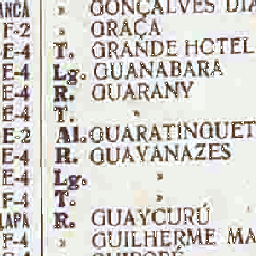 ANCA » GONÇALVES DIA
F-2 » GRAÇA
E-4 T. GRANDE HOTEL
E-4 Lg. GUANABARA
E-4 R. GUARANY
E-4 T. »
E-2 Al. GUARATINGUET
E-4 R. GUAYANAZES
E-4 Lg. »
F-4 T. »
LAPA R. GUAYCURÚ
F-4 » GUILHERME MA